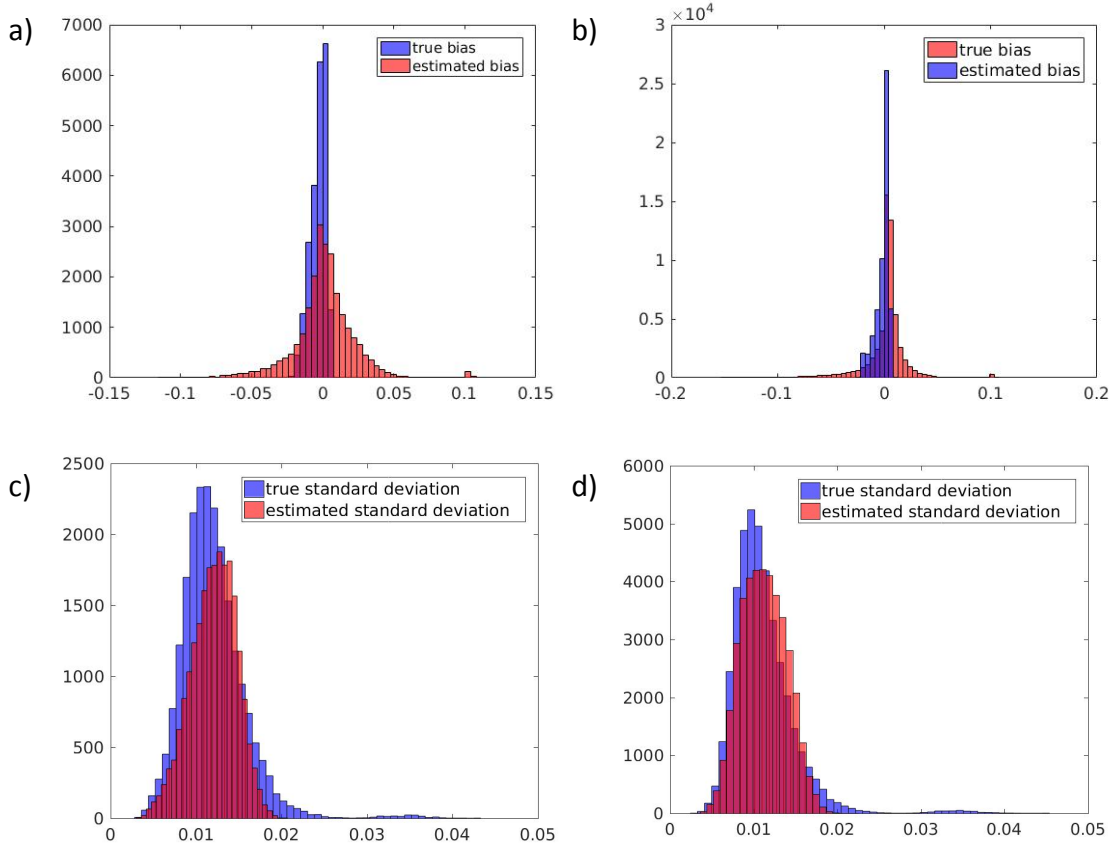 a)
7000
6000
5000
4000
3000
2000
1000
0
-0.15 -0.1 -0.05 0 0.05 0.1 0.15
true bias
estimated bias
b)
×10⁴
3
2.5
2
1.5
1
0.5
0
-0.2 -0.1 0 0.1 0.2
true bias
estimated bias
c)
2500
2000
1500
1000
500
0
0 0.01 0.02 0.03 0.04 0.05
true standard deviation
estimated standard deviation
d)
6000
5000
4000
3000
2000
1000
0
0 0.01 0.02 0.03 0.04 0.05
true standard deviation
estimated standard deviation